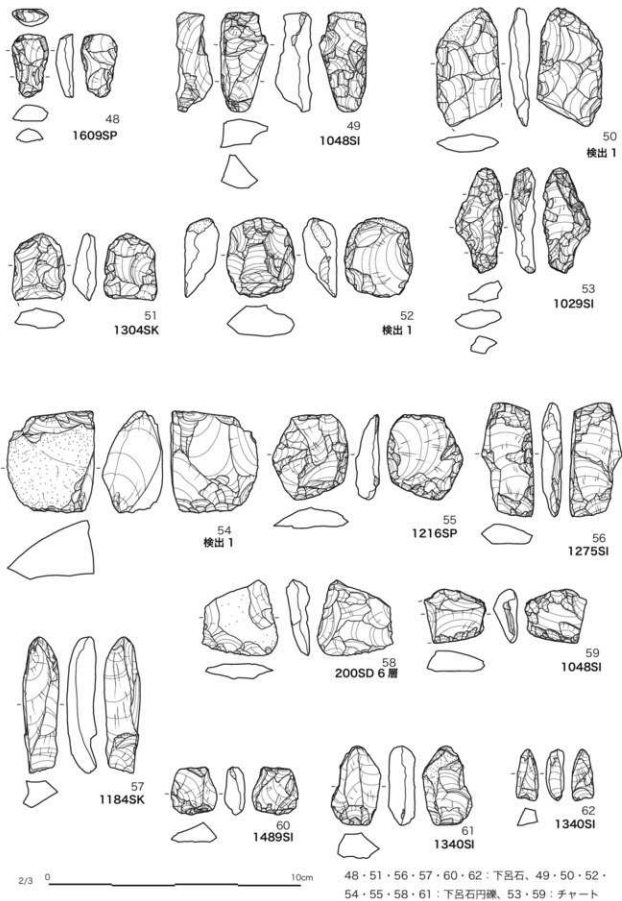 48
1609SP
49
1048SI
50
検出 1
51
1304SK
52
検出 1
53
1029SI
54
検出 1
55
1216SP
56
1275SI
57
1184SK
58
200SD 6 層
59
1048SI
60
1489SI
61
1340SI
62
1340SI
2/3 0 10cm
48・51・56・57・60・62：下呂石、49・50・52・
54・55・58・61：下呂石円礫、53・59：チャート